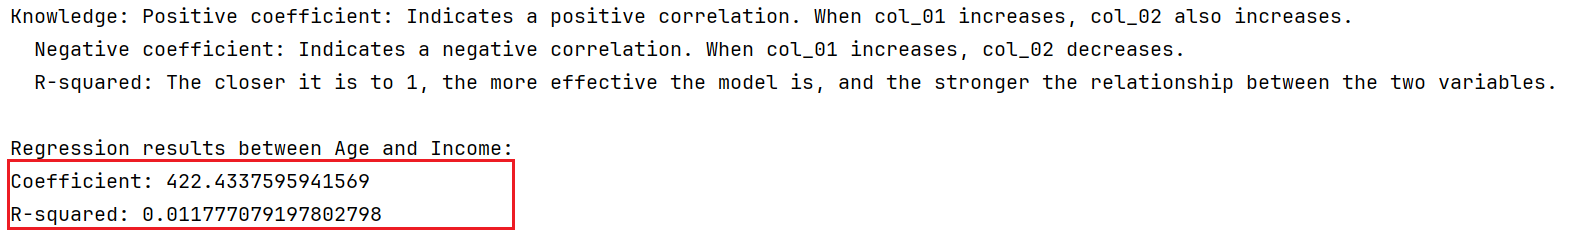 Knowledge: Positive coefficient: Indicates a positive correlation. When col_01 increases, col_02 also increases.
Negative coefficient: Indicates a negative correlation. When col_01 increases, col_02 decreases.
R-squared: The closer it is to 1, the more effective the model is, and the stronger the relationship between the two variables.
Regression results between Age and Income:
Coefficient: 422.4337595941569
R-squared: 0.011777079197802798